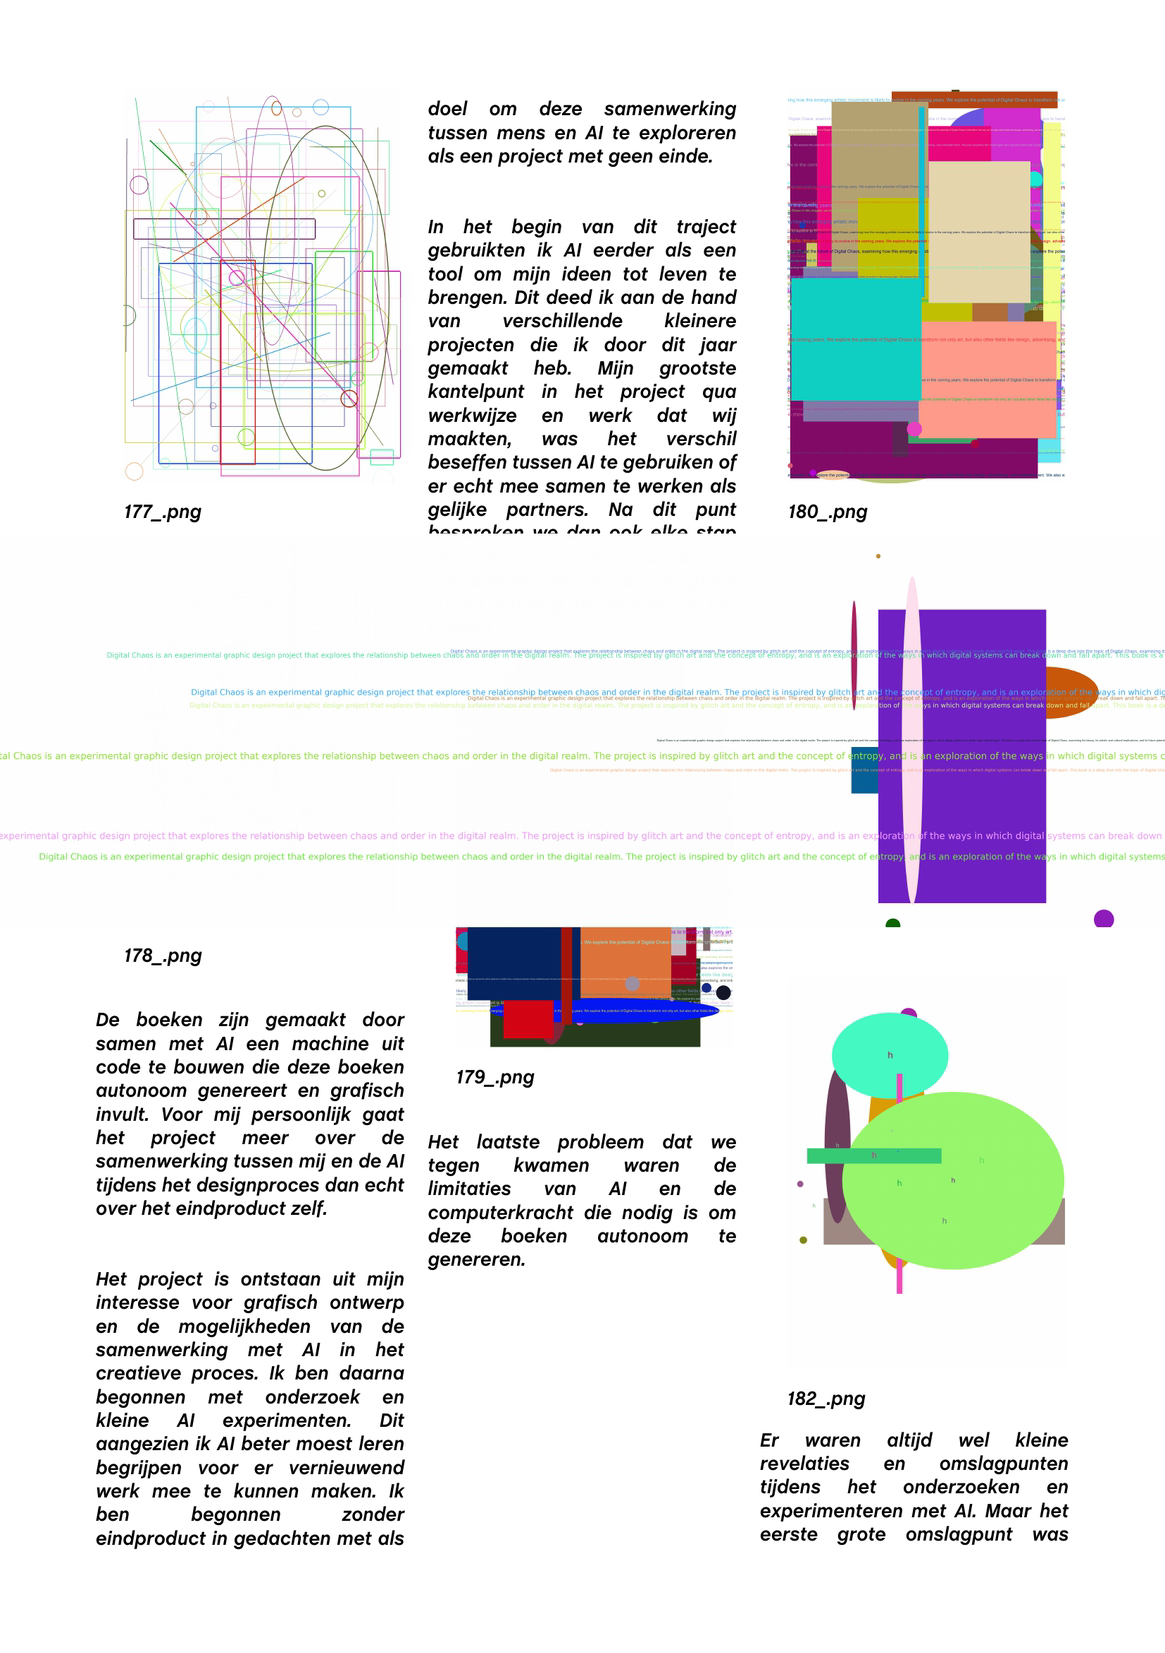 177_.png
178_.png
De boeken zijn gemaakt door
samen met AI een machine uit
code te bouwen die deze boeken
autonoom genereert en grafisch
invult. Voor mij persoonlijk gaat
het project meer over de
samenwerking tussen mij en de AI
tijdens het designproces dan echt
over het eindproduct zelf.
Het project is ontstaan uit mijn
interesse voor grafisch ontwerp
en de mogelijkheden van de
samenwerking met AI in het
creatieve proces. Ik ben daarna
begonnen met onderzoek en
kleine AI experimenten. Dit
aangezien ik AI beter moest leren
begrijpen voor er vernieuwend
werk mee te kunnen maken. Ik
ben begonnen zonder
eindproduct in gedachten met als
doel om deze samenwerking
tussen mens en AI te exploreren
als een project met geen einde.
In het begin van dit traject
gebruikten ik AI eerder als een
tool om mijn ideen tot leven te
brengen. Dit deed ik aan de hand
van verschillende kleinere
projecten die ik door dit jaar
gemaakt heb. Mijn grootste
kantelpunt in het project qua
werkwijze en werk dat wij
maakten, was het verschil
beseffen tussen AI te gebruiken of
er echt mee samen te werken als
gelijke partners. Na dit punt
besproken we dan ook elke stap
179_.png
Het laatste probleem dat we
tegen kwamen waren de
limitaties van AI en de
computerkracht die nodig is om
deze boeken autonoom te
genereren.
180_.png
Digital Chaos is an experimental graphic design project that explores the relationship between chaos and order in the digital realm. The project is inspired by glitch art and the concept of entropy, and is an exploration of the ways in which digital systems can break down and fall apart. This book is a
Digital Chaos is an experimental graphic design project that explores the relationship between chaos and order in the digital realm. The project is inspired by glitch art and the concept of entropy, and is an exploration of the ways in which dig
Digital Chaos is an experimental graphic design project that explores the relationship between chaos and order in the digital realm. The project is inspired by glitch art and the concept of entropy, and is an exploration of the ways in which digital systems can break down and fall apart. This book is a
tal Chaos is an experimental graphic design project that explores the relationship between chaos and order in the digital realm. The project is inspired by glitch art and the concept of entropy, and is an exploration of the ways in which digital systems c
experimental graphic design project that explores the relationship between chaos and order in the digital realm. The project is inspired by glitch art and the concept of entropy, and is an exploration of the ways in which digital systems can break down
Digital Chaos is an experimental graphic design project that explores the relationship between chaos and order in the digital realm. The project is inspired by glitch art and the concept of entropy, and is an exploration of the ways in which digital systems
h
h
h
h
h
h
h
182_.png
Er waren altijd wel kleine
revelaties en omslagpunten
tijdens het onderzoeken en
experimenteren met AI. Maar het
eerste grote omslagpunt was